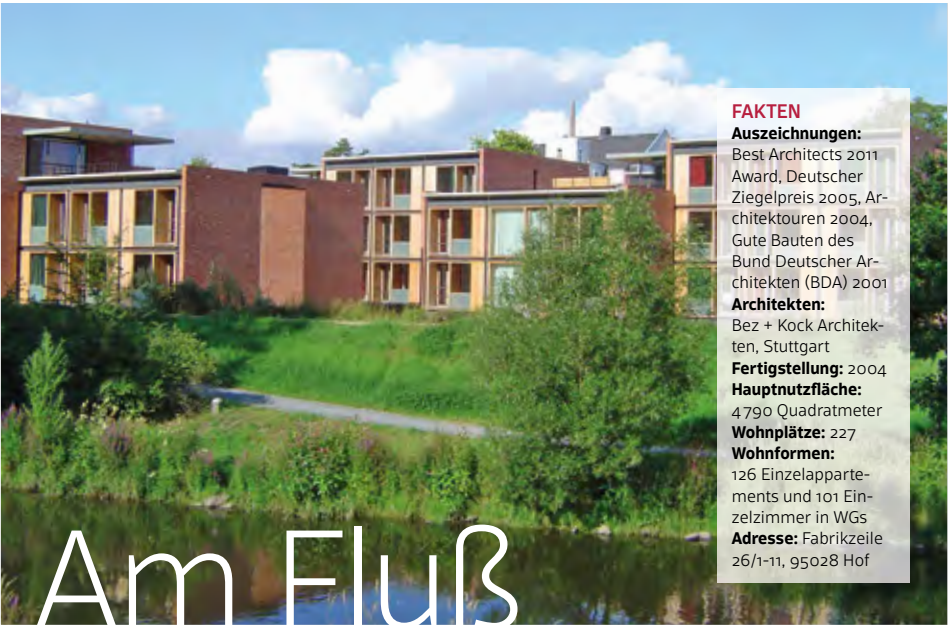 FAKTEN
Auszeichnungen:
Best Architects 2011
Award, Deutscher
Ziegelpreis 2005, Ar-
chitektouren 2004,
Gute Bauten des
Bund Deutscher Ar-
chitekten (BDA) 2001
Architekten:
Bez + Kock Architek-
ten, Stuttgart
Fertigstellung: 2004
Hauptnutzfläche:
4790 Quadratmeter
Wohnplätze: 227
Wohnformen:
126 Einzelapparte-
ments und 101 Ein-
zelzimmer in WGs
Adresse: Fabrikzeile
26/1-11, 95028 Hof
Am Fluß